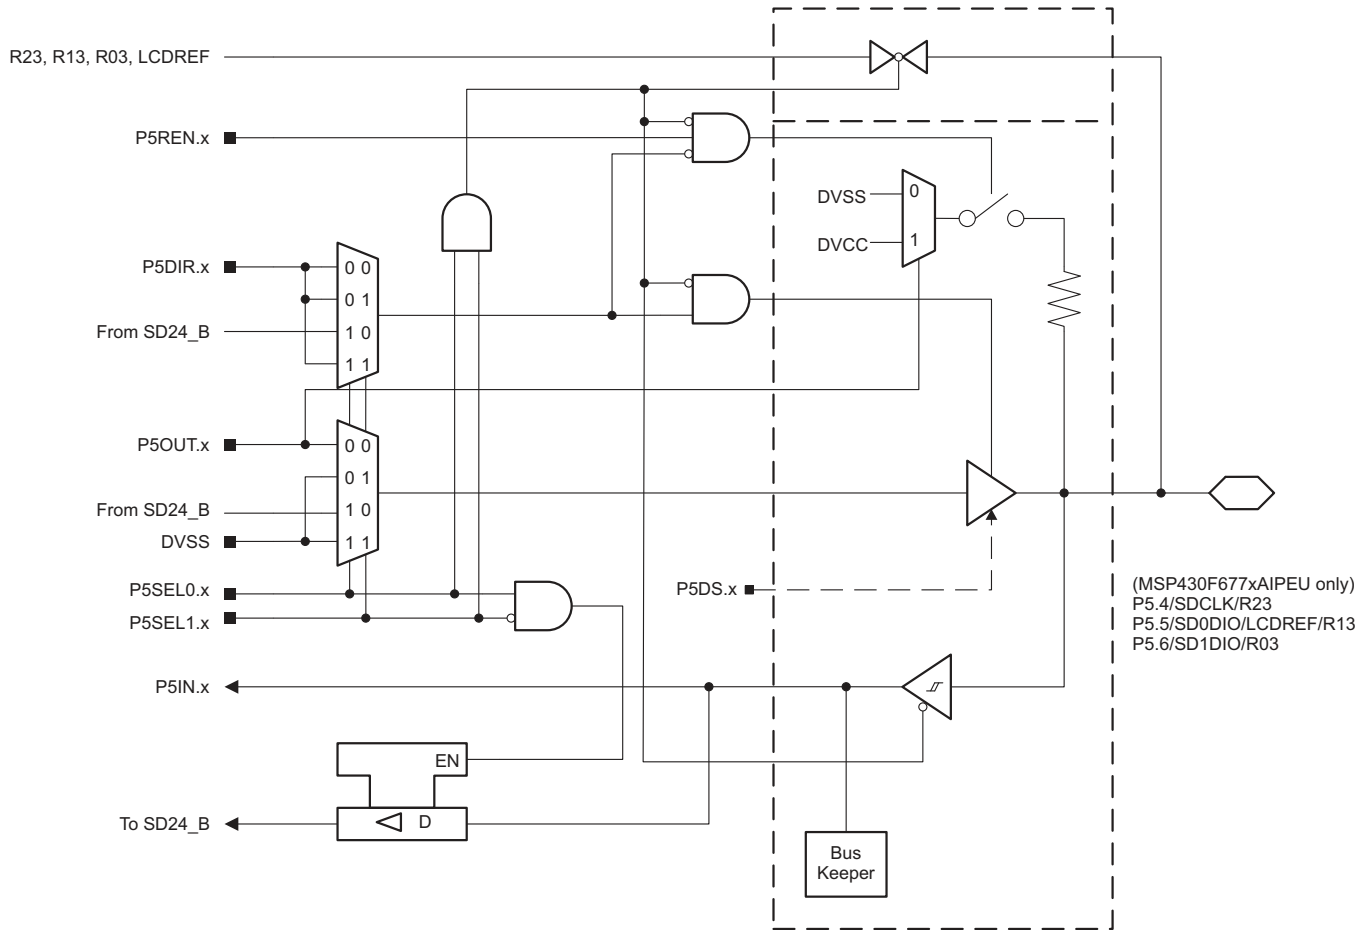 R23, R13, R03, LCDREF
P5REN.x
DVSS
0
DVCC
1
P5DIR.x
0 0
0 1
From SD24_B
1 0
1 1
P5OUT.x
0 0
0 1
From SD24_B
1 0
DVSS
1 1
P5SEL0.x
P5SEL1.x
P5DS.x
(MSP430F677xAIPEU only)
P5.4/SDCLK/R23
P5.5/SD0DIO/LCDREF/R13
P5.6/SD1DIO/R03
P5IN.x
EN
To SD24_B
D
Bus
Keeper